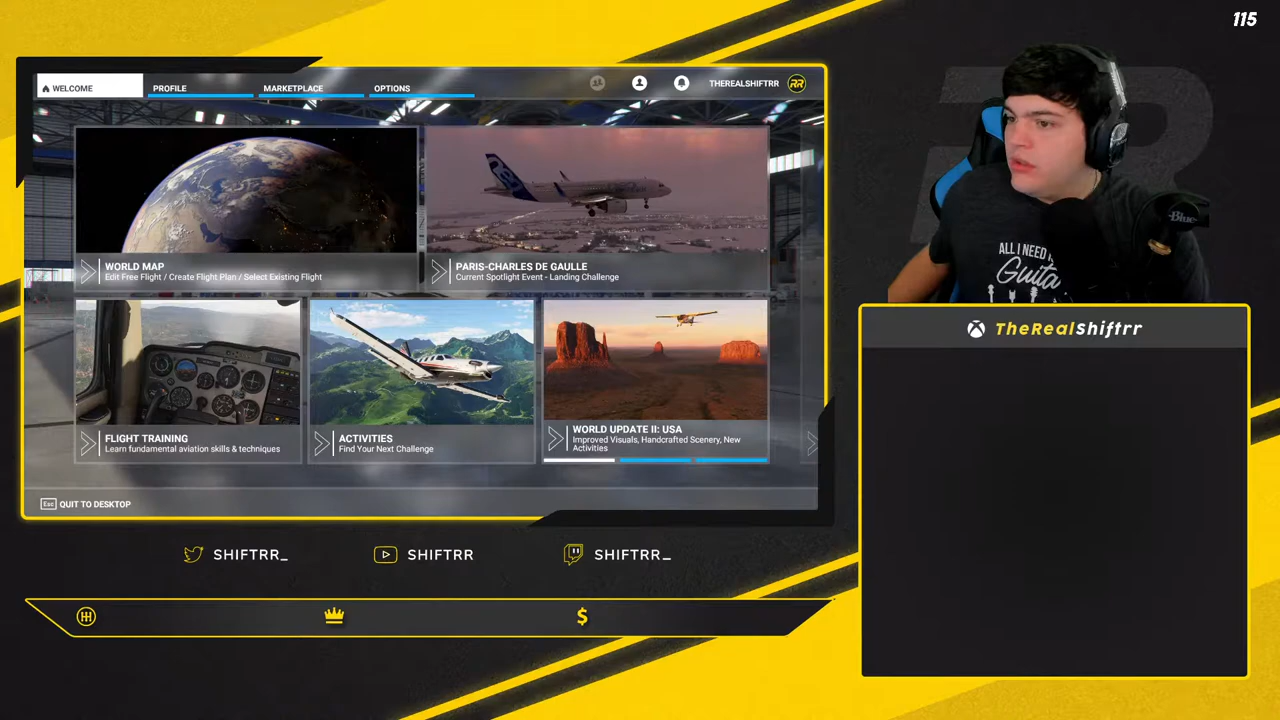 115
WELCOME
PROFILE
MARKETPLACE
OPTIONS
THEREALSHIFTRR
RR
WORLD MAP
Edit Free Flight / Create Flight Plan / Select Existing Flight
PARIS-CHARLES DE GAULLE
Current Spotlight Event - Landing Challenge
FLIGHT TRAINING
Learn fundamental aviation skills & techniques
ACTIVITIES
Find Your Next Challenge
WORLD UPDATE II: USA
Improved Visuals, Handcrafted Scenery, New
Activities
Esc QUIT TO DESKTOP
ALL I NEED
Guita
Blue
TheRealShiftrr
SHIFTRR_
SHIFTRR
SHIFTRR_
$